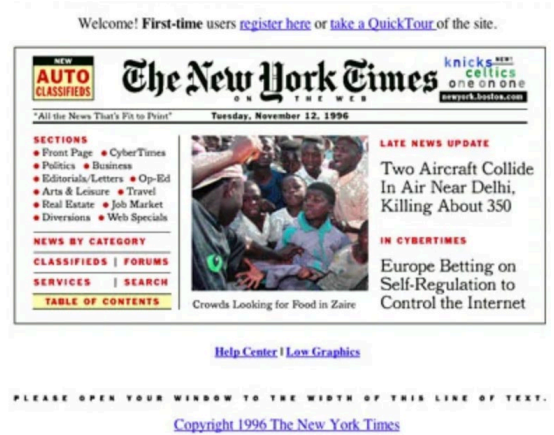 Welcome! First-time users register here or take a QuickTour of the site.
NEW
AUTO
CLASSIFIEDS
The New York Times
ON THE WEB
knicks NEW!
celtics
one on one
newyork.boston.com
"All the News That's Fit to Print"
Tuesday, November 12, 1996
SECTIONS
Front Page • CyberTimes
Politics • Business
Editorials/Letters • Op-Ed
Arts & Leisure • Travel
Real Estate • Job Market
Diversions • Web Specials
NEWS BY CATEGORY
CLASSIFIEDS | FORUMS
SERVICES | SEARCH
TABLE OF CONTENTS
Crowds Looking for Food in Zaire
LATE NEWS UPDATE
Two Aircraft Collide
In Air Near Delhi,
Killing About 350
IN CYBERTIMES
Europe Betting on
Self-Regulation to
Control the Internet
Help Center | Low Graphics
PLEASE OPEN YOUR WINDOW TO THE WIDTH OF THIS LINE OF TEXT.
Copyright 1996 The New York Times